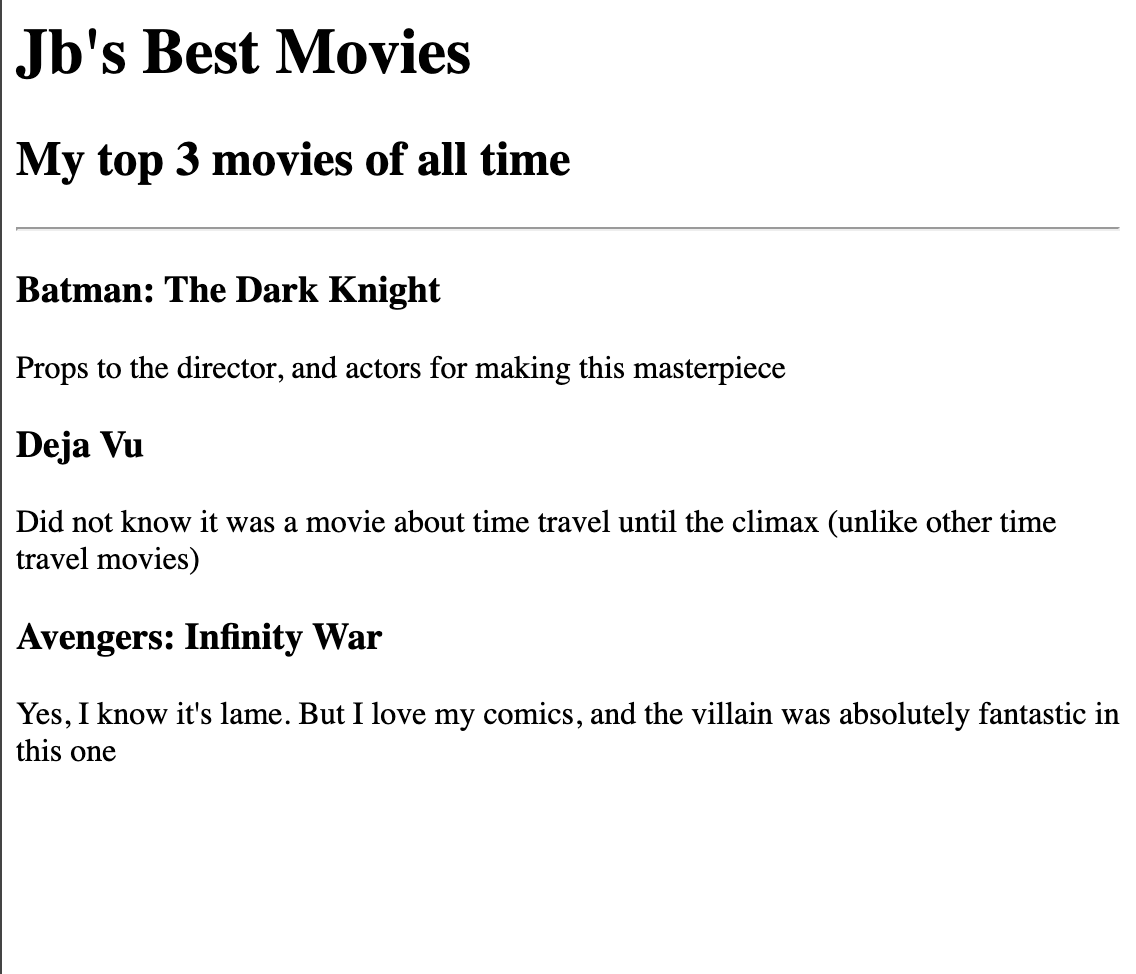 Jb's Best Movies
My top 3 movies of all time
Batman: The Dark Knight
Props to the director, and actors for making this masterpiece
Deja Vu
Did not know it was a movie about time travel until the climax (unlike other time
travel movies)
Avengers: Infinity War
Yes, I know it's lame. But I love my comics, and the villain was absolutely fantastic in
this one